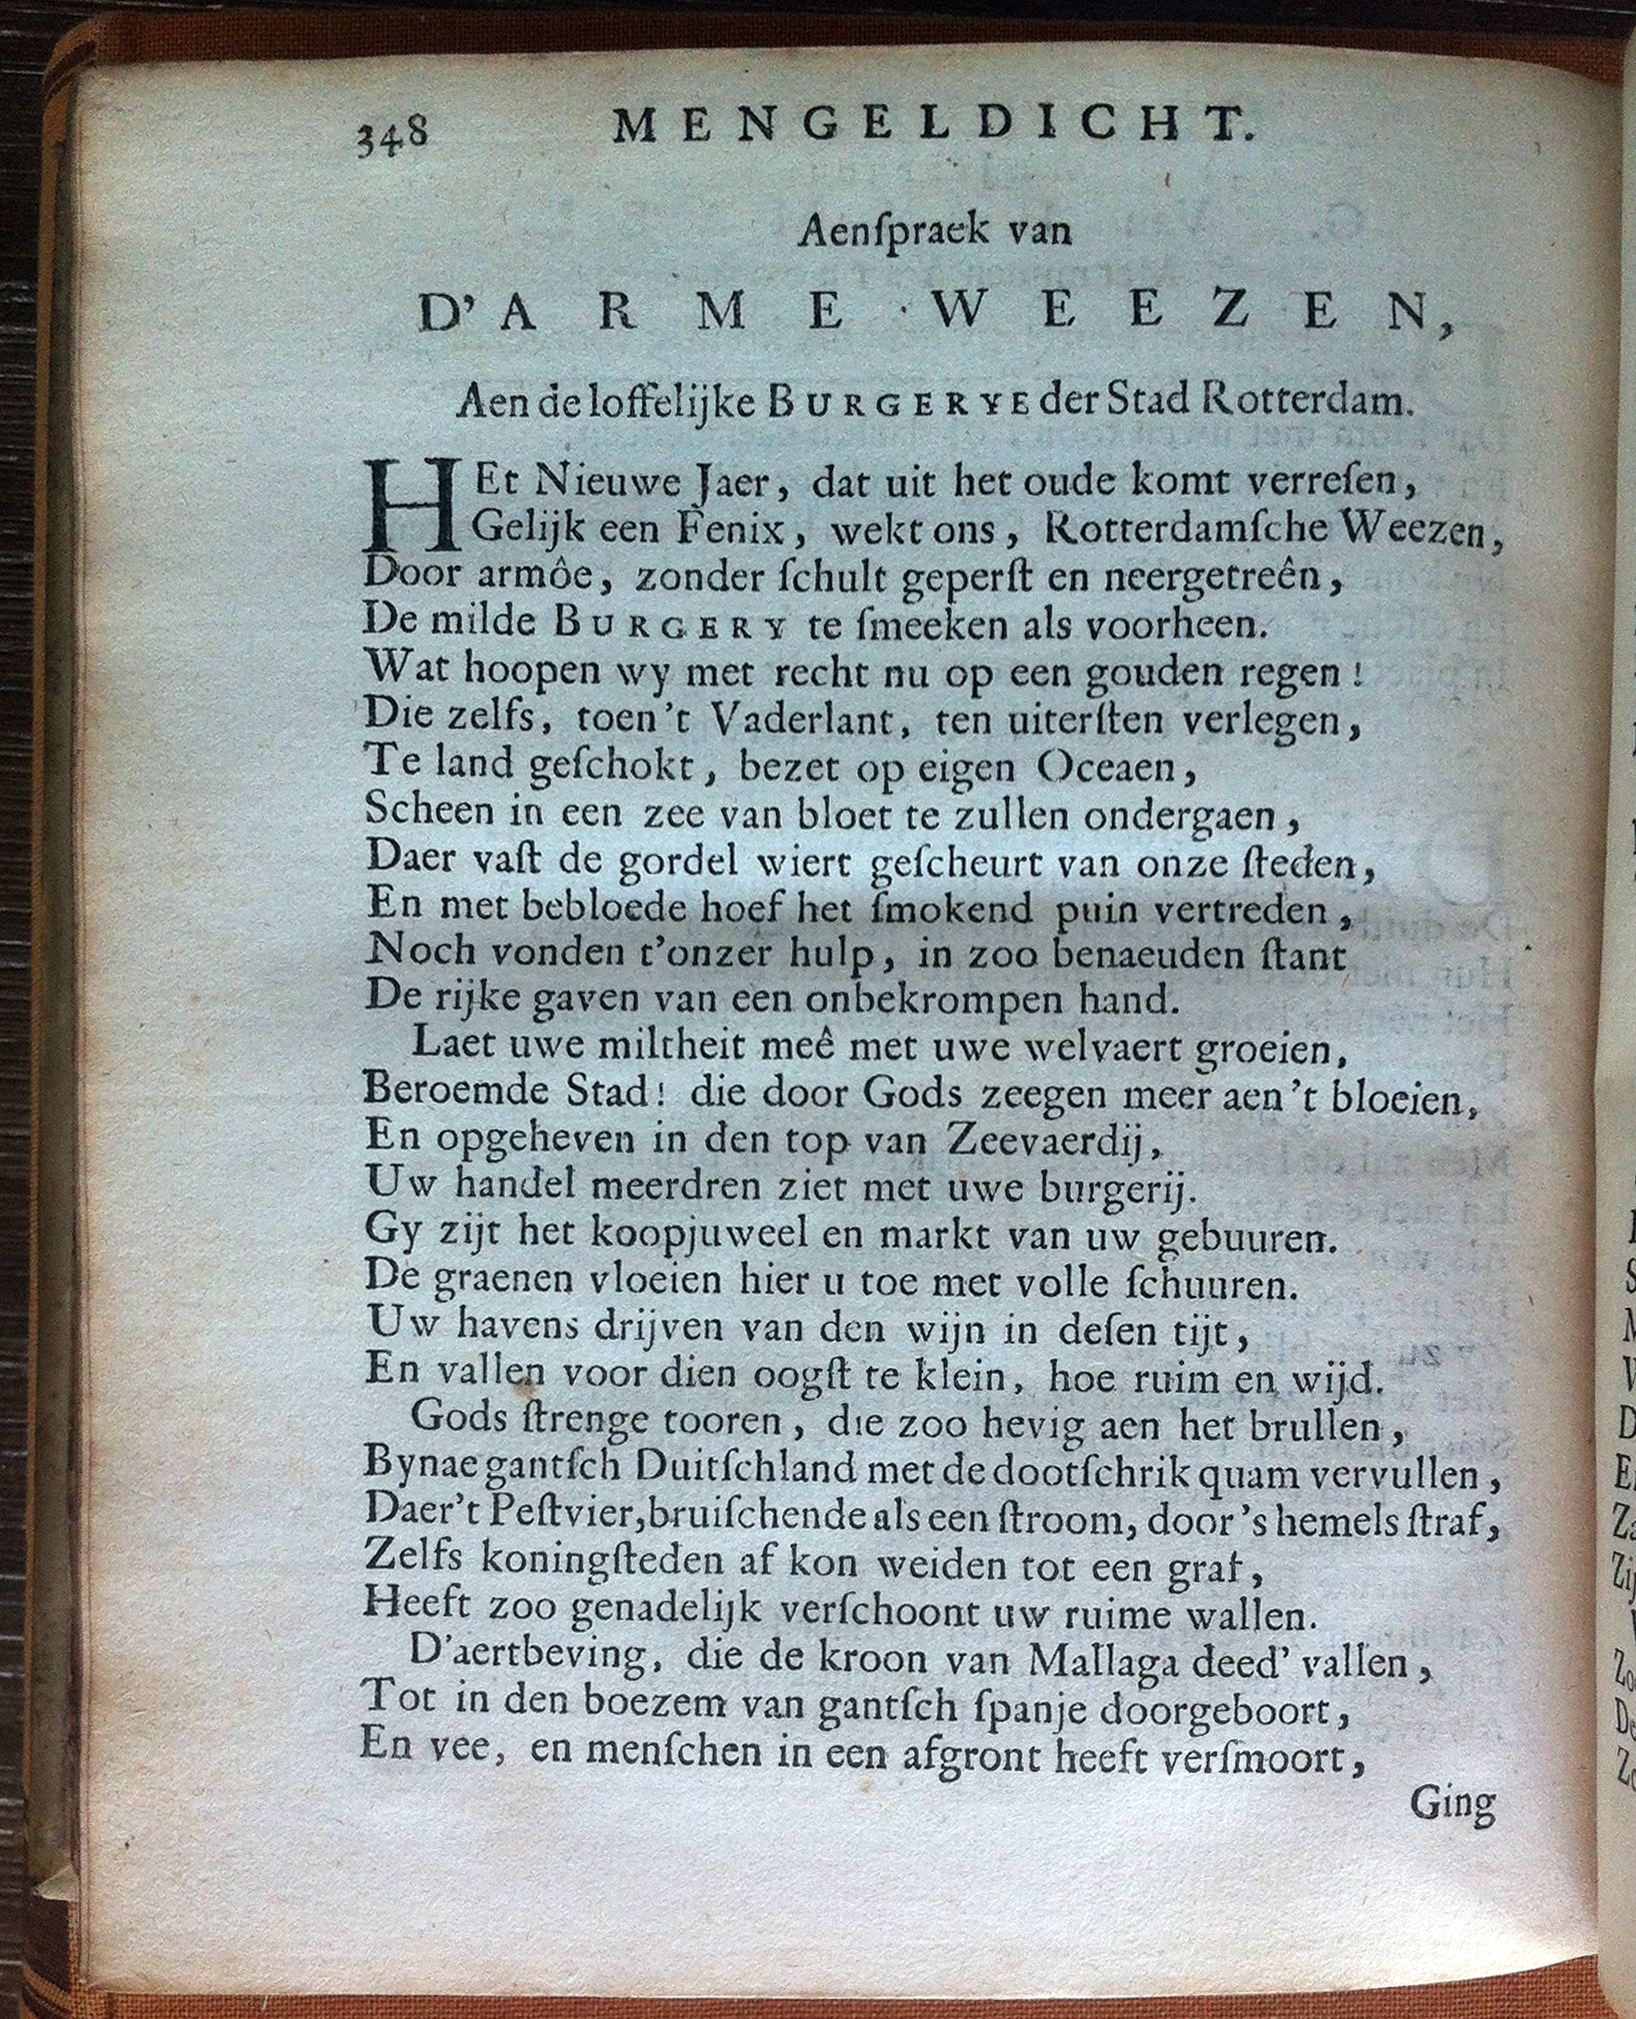 348 MENGELDICHT.
Aenſpraek van
D'ARME WEEZEN,
Aen de loffelijke BURGERYE der Stad Rotterdam.
HEt Nieuwe Jaer, dat uit het oude komt verreſen,
Gelijk een Fenix, wekt ons, Rotterdamſche Weezen,
Door armôe, zonder ſchult geperſt en neergetreên,
De milde BURGERY te ſmeeken als voorheen.
Wat hoopen wy met recht nu op een gouden regen!
Die zelfs, toen't Vaderlant, ten uiterſten verlegen,
Te land geſchokt, bezet op eigen Oceaen,
Scheen in een zee van bloet te zullen ondergaen,
Daer vaſt de gordel wiert geſcheurt van onze ſteden,
En met bebloede hoef het ſmokend puin vertreden,
Noch vonden t'onzer hulp, in zoo benaeuden ſtant
De rijke gaven van een onbekrompen hand.
Laet uwe miltheit meê met uwe welvaert groeien,
Beroemde Stad! die door Gods zeegen meer aen't bloeien,
En opgeheven in den top van Zeevaerdij,
Uw handel meerdren ziet met uwe burgerij.
Gy zijt het koopjuweel en markt van uw gebuuren.
De graenen vloeien hier u toe met volle ſchuuren.
Uw havens drijven van den wijn in deſen tijt,
En vallen voor dien oogſt te klein, hoe ruim en wijd.
Gods ſtrenge tooren, die zoo hevig aen het brullen,
Bynae gantſch Duitſchland met de dootſchrik quam vervullen,
Daer't Peſtvier, bruiſchende als een ſtroom, door 's hemels ſtraf,
Zelfs koningſteden af kon weiden tot een graf,
Heeft zoo genadelijk verſchoont uw ruime wallen.
D'aertbeving, die de kroon van Mallaga deed' vallen,
Tot in den boezem van gantſch ſpanje doorgeboort,
En vee, en menſchen in een afgront heeft verſmoort,
Ging